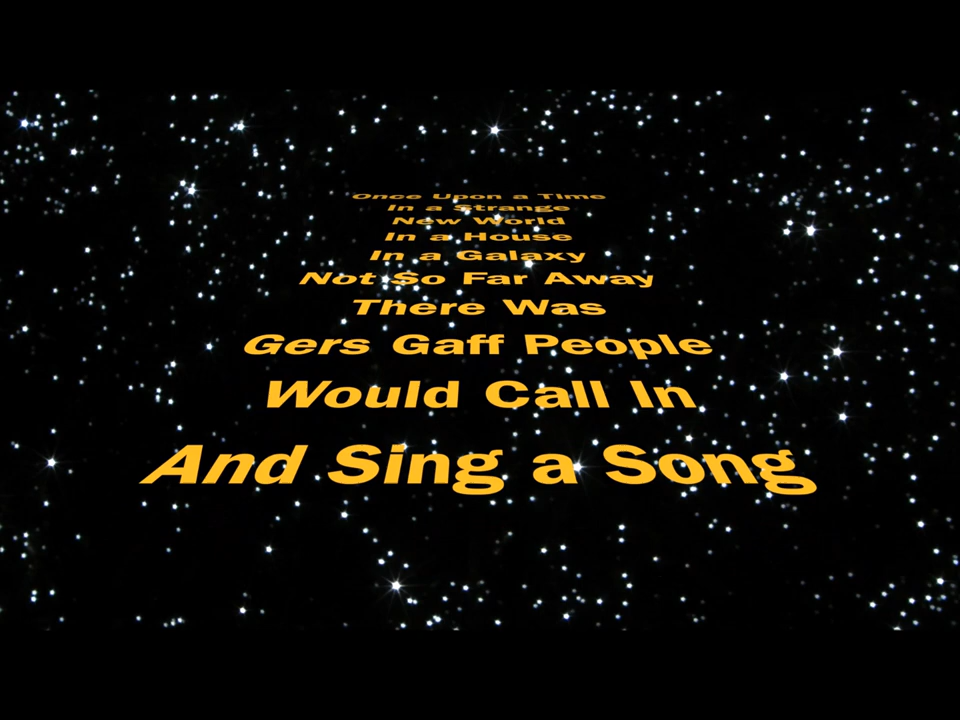 Once Upon a Time
In a Strange
New World
In a House
In a Galaxy
Not So Far Away
There Was
Gers Gaff People
Would Call In
And Sing a Song